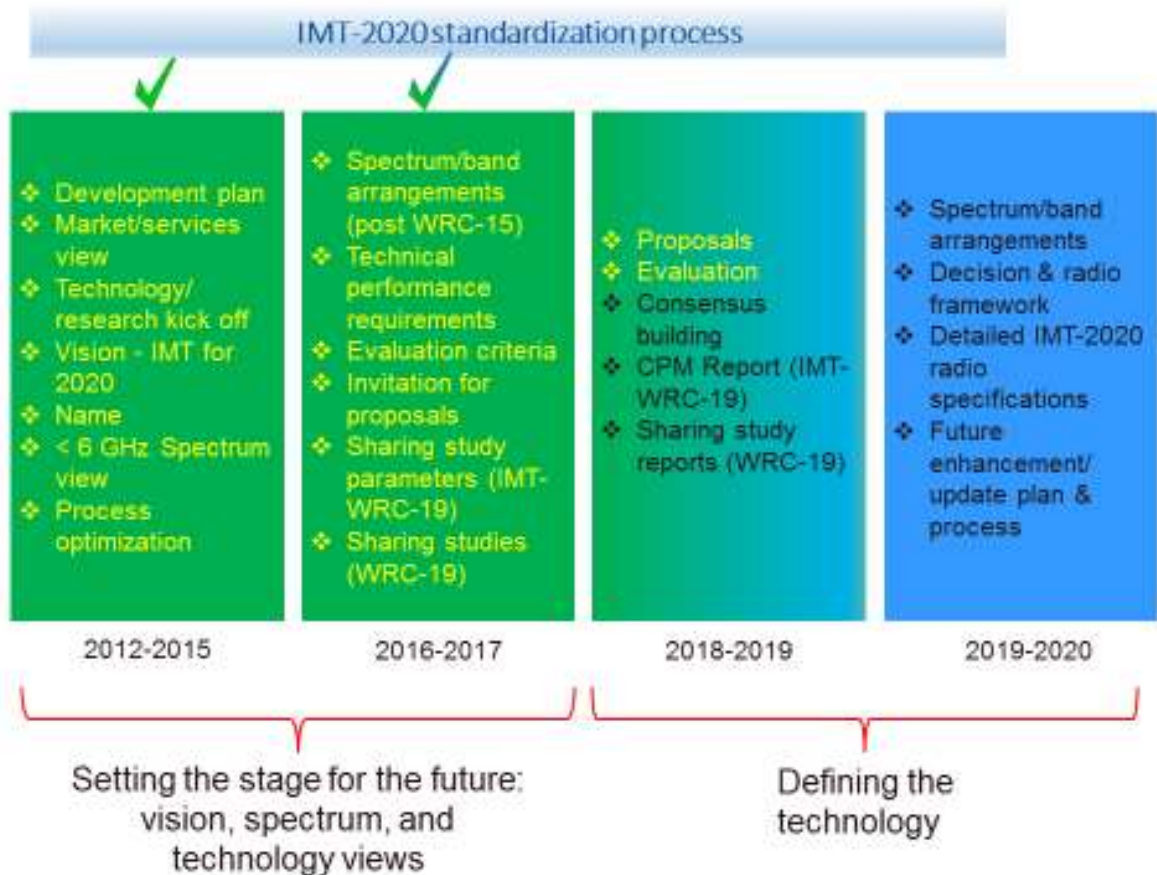 IMT-2020 standardization process
❖ Development plan
❖ Market/services
view
❖ Technology/
research kick off
❖ Vision - IMT for
2020
❖ Name
❖ < 6 GHz Spectrum
view
❖ Process
optimization
2012-2015
❖ Spectrum/band
arrangements
(post WRC-15)
❖ Technical
performance
requirements
❖ Evaluation criteria
❖ Invitation for
proposals
❖ Sharing study
parameters (IMT-
WRC-19)
❖ Sharing studies
(WRC-19)
2016-2017
❖ Proposals
❖ Evaluation
❖ Consensus
building
❖ CPM Report (IMT-
WRC-19)
❖ Sharing study
reports (WRC-19)
2018-2019
❖ Spectrum/band
arrangements
❖ Decision & radio
framework
❖ Detailed IMT-2020
radio
specifications
❖ Future
enhancement/
update plan &
process
2019-2020
Setting the stage for the future:
vision, spectrum, and
technology views
Defining the
technology